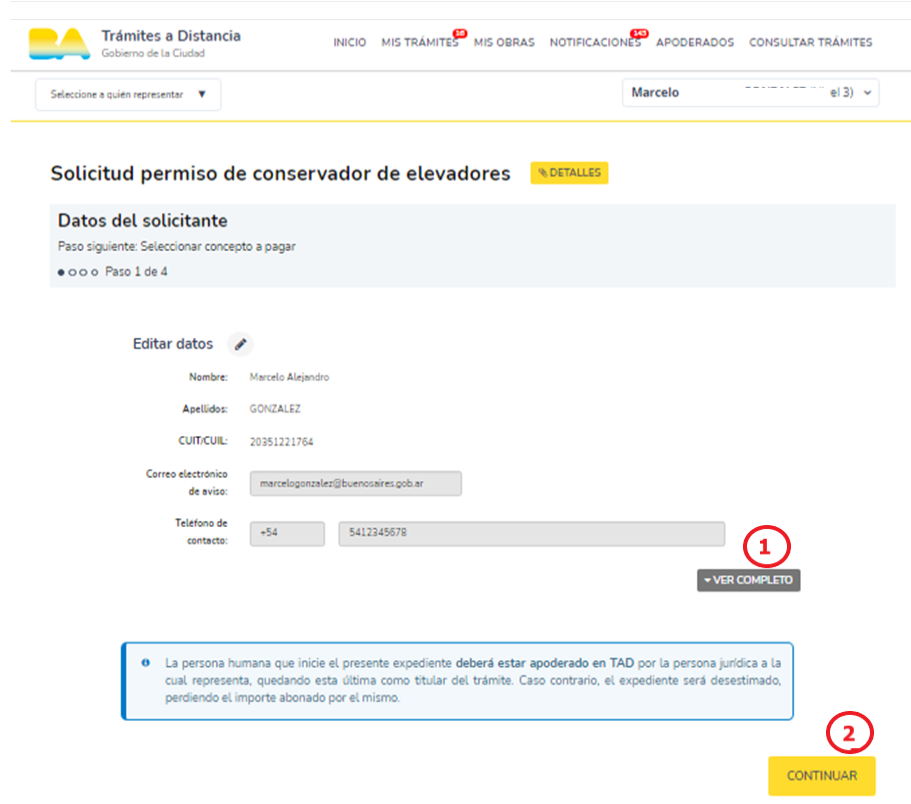 BA
Trámites a Distancia
Gobierno de la Ciudad
INICIO MIS TRÁMITES MIS OBRAS NOTIFICACIONES 143 APODERADOS CONSULTAR TRÁMITES
Seleccione a quién representar ▼
Marcelo el 3)
Solicitud permiso de conservador de elevadores DETALLES
Datos del solicitante
Paso siguiente: Seleccionar concepto a pagar
Paso 1 de 4
Editar datos
Nombre: Marcelo Alejandro
Apellidos: GONZALEZ
CUIT/CUIL: 20351221764
Correo electrónico
de aviso: marcelogonzalez@buenosaires.gob.ar
Teléfono de
contacto: +54 5412345678
1
VER COMPLETO
La persona humana que inicie el presente expediente deberá estar apoderado en TAD por la persona jurídica a la
cual representa, quedando esta última como titular del trámite. Caso contrario, el expediente será desestimado,
perdiendo el importe abonado por el mismo.
2
CONTINUAR